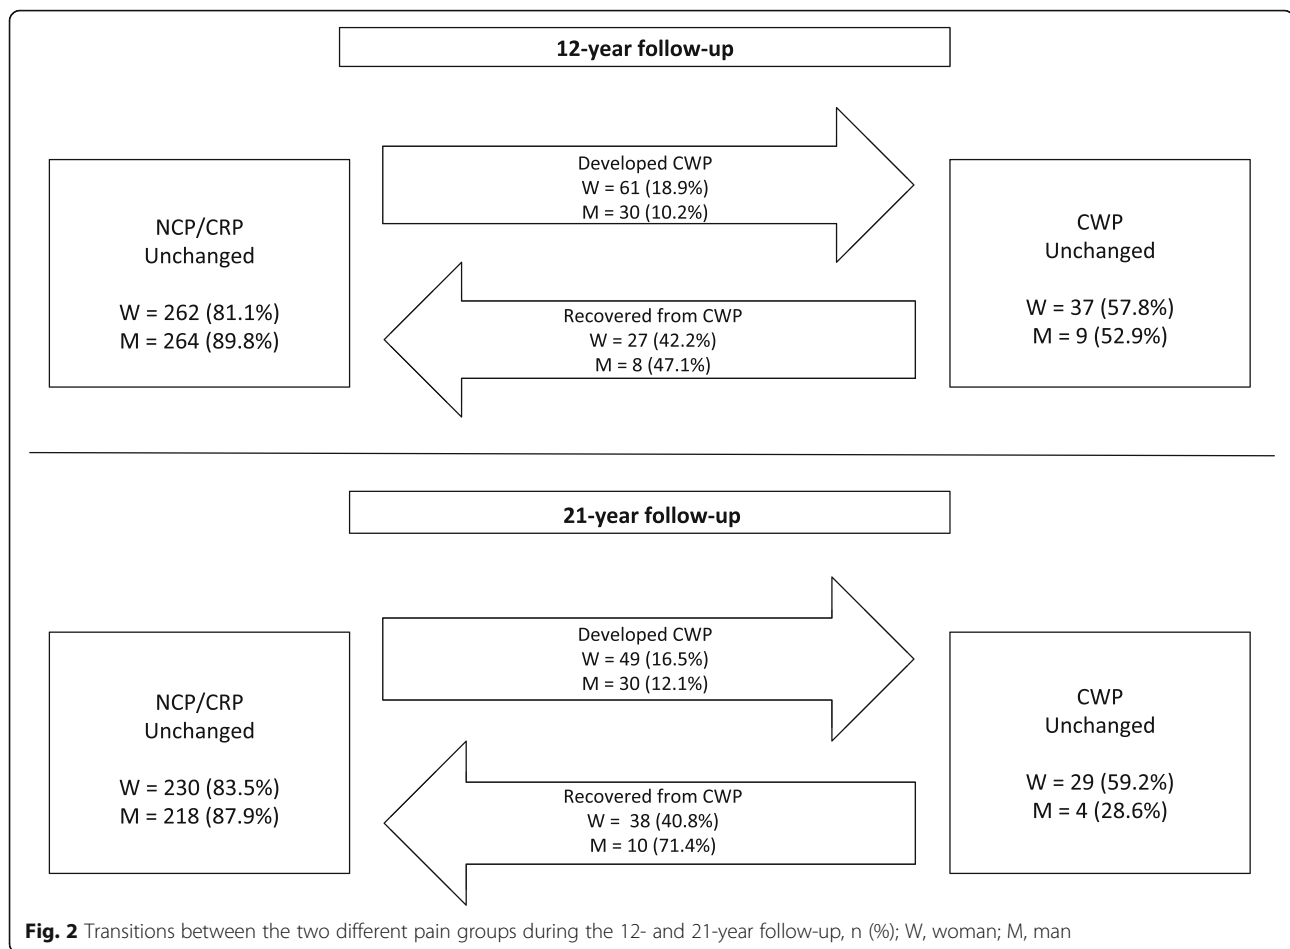 12-year follow-up
Developed CWP
W = 61 (18.9%)
M = 30 (10.2%)
NCP/CRP
Unchanged
W = 262 (81.1%)
M = 264 (89.8%)
CWP
Unchanged
W = 37 (57.8%)
M = 9 (52.9%)
Recovered from CWP
W = 27 (42.2%)
M = 8 (47.1%)
21-year follow-up
Developed CWP
W = 49 (16.5%)
M = 30 (12.1%)
NCP/CRP
Unchanged
W = 230 (83.5%)
M = 218 (87.9%)
CWP
Unchanged
W = 29 (59.2%)
M = 4 (28.6%)
Recovered from CWP
W = 38 (40.8%)
M = 10 (71.4%)
Fig. 2 Transitions between the two different pain groups during the 12- and 21-year follow-up, n (%); W, woman; M, man